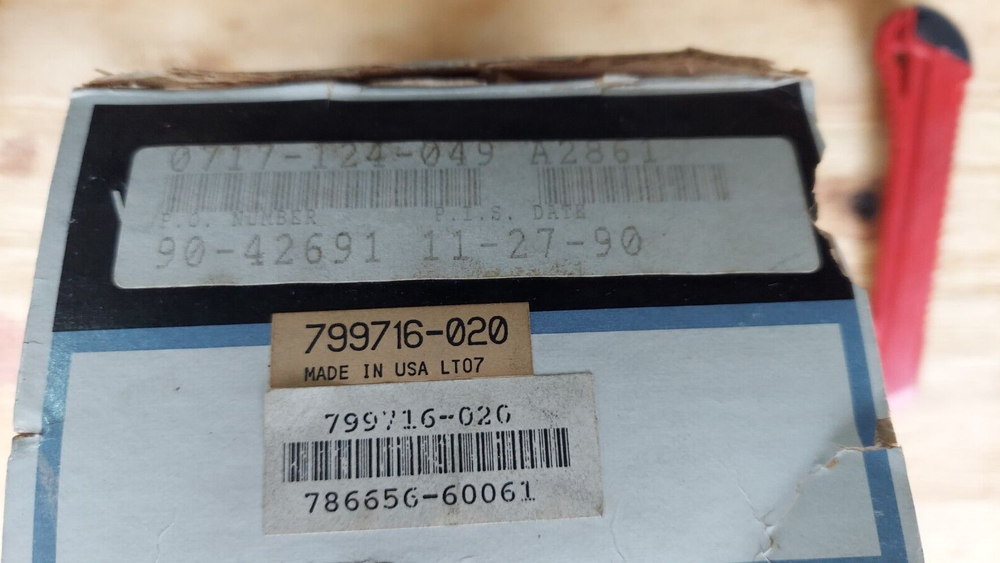 0717-124-049 A2861
P.O. NUMBER P.I.S. DATE
90-42691 11-27-90
799716-020
MADE IN USA LT07
799716-020
786656-60061